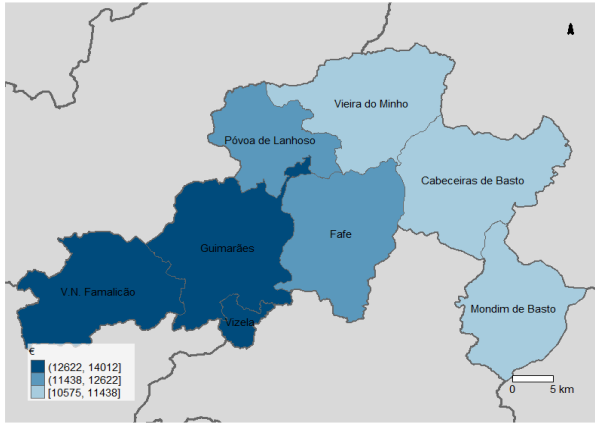 Vieira do Minho
Póvoa de Lanhoso
Cabeceiras de Basto
Fafe
Guimarães
V.N. Famalicão
Mondim de Basto
Vizela
€
(12622, 14012]
(11438, 12622]
[10575, 11438]
0 5 km